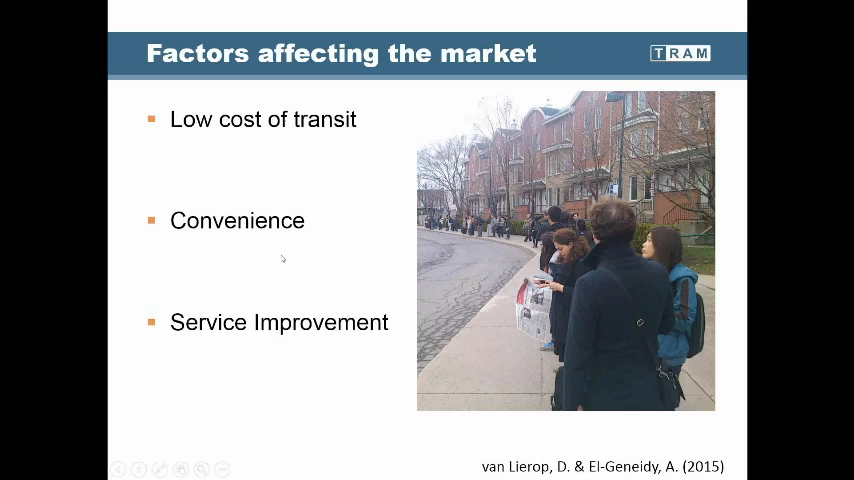 Factors affecting the market
TRAM
Low cost of transit
Convenience
Service Improvement
van Lierop, D. & El-Geneidy, A. (2015)